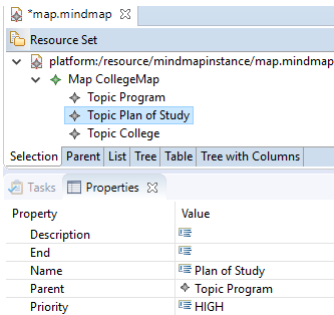 *map.mindmap
Resource Set
platform:/resource/mindmapinstance/map.mindmap
Map CollegeMap
Topic Program
Topic Plan of Study
Topic College
Selection Parent List Tree Table Tree with Columns
Tasks Properties
Property Value
Description
End
Name Plan of Study
Parent Topic Program
Priority HIGH